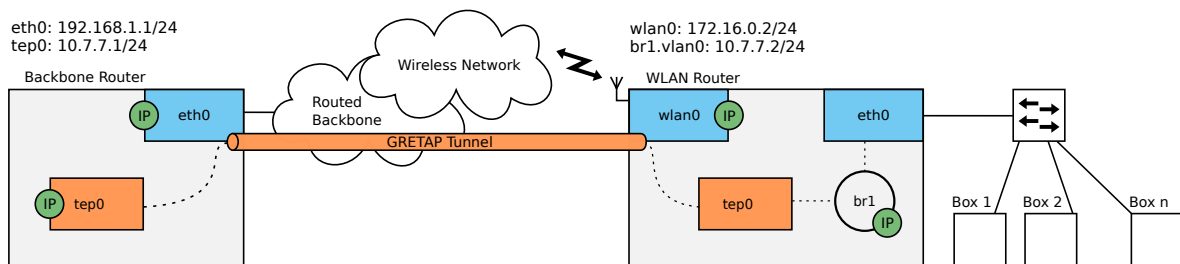 eth0: 192.168.1.1/24
tep0: 10.7.7.1/24
wlan0: 172.16.0.2/24
br1.vlan0: 10.7.7.2/24
Backbone Router
Wireless Network
WLAN Router
IP
eth0
Routed
Backbone
wlan0
IP
eth0
GRETAP Tunnel
IP
tep0
tep0
br1
IP
Box 1
Box 2
Box n